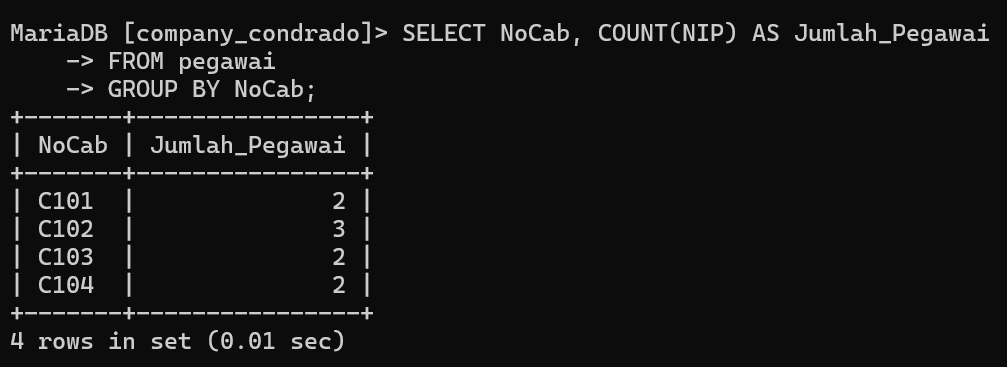 MariaDB [company_condrado]> SELECT NoCab, COUNT(NIP) AS Jumlah_Pegawai
    -> FROM pegawai
    -> GROUP BY NoCab;
+-------+----------------+
| NoCab | Jumlah_Pegawai |
+-------+----------------+
| C101  |              2 |
| C102  |              3 |
| C103  |              2 |
| C104  |              2 |
+-------+----------------+
4 rows in set (0.01 sec)